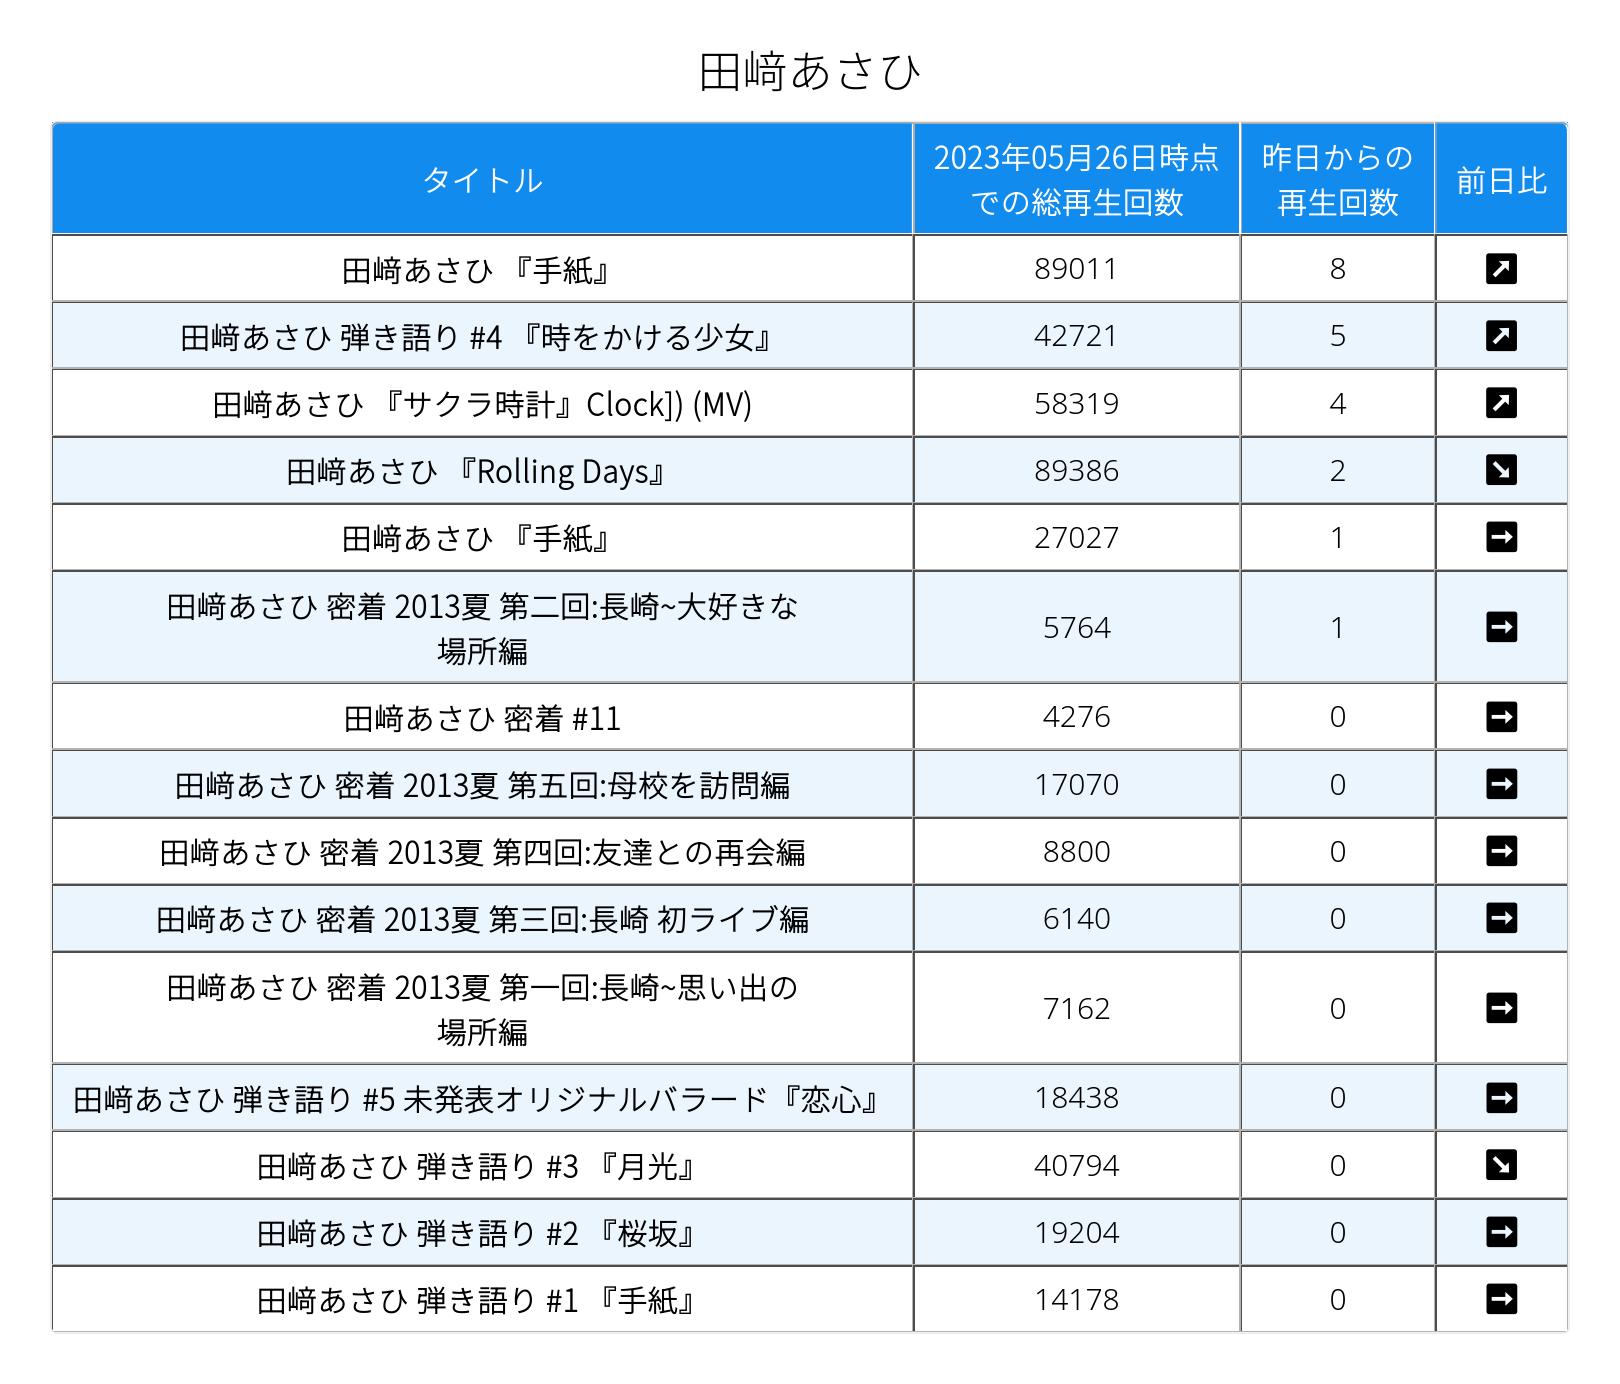 田﨑あさひ
タイトル
2023年05月26日時点
での総再生回数
昨日からの
再生回数
前日比
田﨑あさひ 『手紙』 89011 8
田﨑あさひ 弾き語り #4 『時をかける少女』 42721 5
田﨑あさひ 『サクラ時計』Clock]) (MV) 58319 4
田﨑あさひ 『Rolling Days』 89386 2
田﨑あさひ 『手紙』 27027 1
田﨑あさひ 密着 2013夏 第二回:長崎~大好きな
場所編 5764 1
田﨑あさひ 密着 #11 4276 0
田﨑あさひ 密着 2013夏 第五回:母校を訪問編 17070 0
田﨑あさひ 密着 2013夏 第四回:友達との再会編 8800 0
田﨑あさひ 密着 2013夏 第三回:長崎 初ライブ編 6140 0
田﨑あさひ 密着 2013夏 第一回:長崎~思い出の
場所編 7162 0
田﨑あさひ 弾き語り #5 未発表オリジナルバラード『恋心』 18438 0
田﨑あさひ 弾き語り #3 『月光』 40794 0
田﨑あさひ 弾き語り #2 『桜坂』 19204 0
田﨑あさひ 弾き語り #1 『手紙』 14178 0